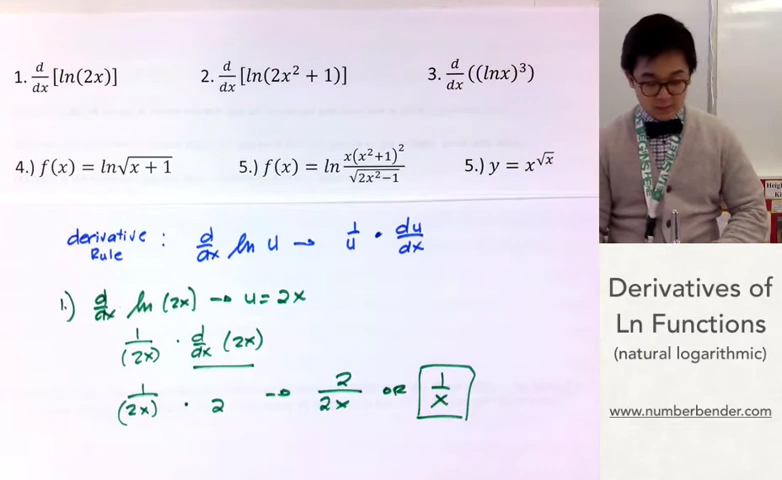 1. d/dx [ln(2x)] 2. d/dx [ln(2x² + 1)] 3. d/dx ((lnx)³)
4.) f(x) = ln√(x + 1) 5.) f(x) = ln x(x²+1)²/√(2x²−1) 5.) y = x^√x
derivative Rule : d/dx ln u → 1/u · du/dx
1.) d/dx ln (2x) → u = 2x
1/(2x) · d/dx (2x)
1/(2x) · 2 → 2/2x OR 1/x
Derivatives of
Ln Functions
(natural logarithmic)
www.numberbender.com